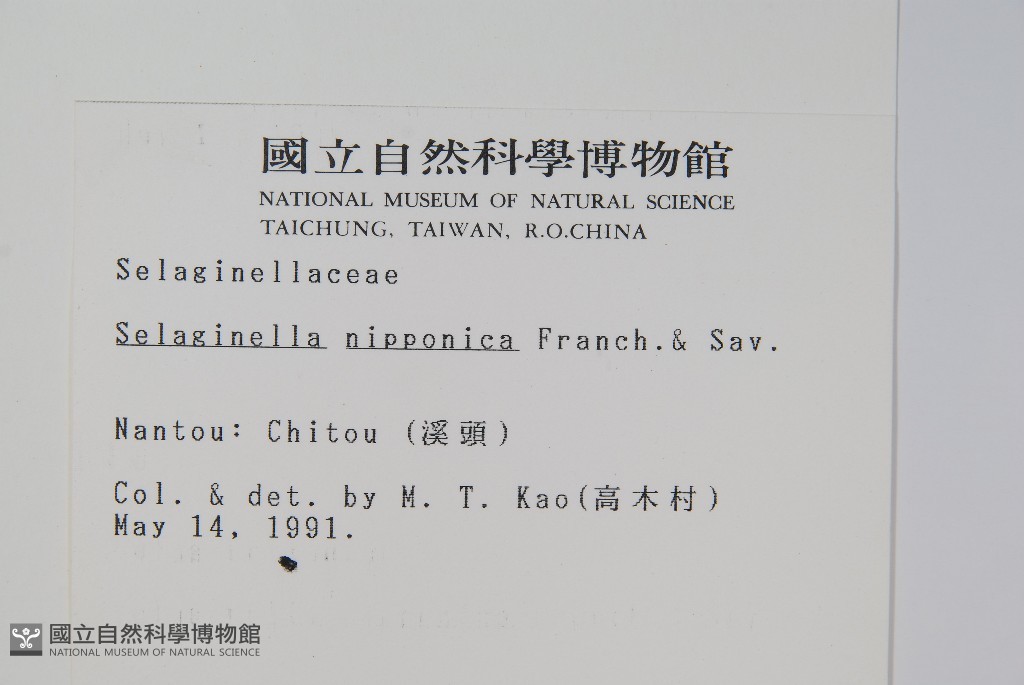 國立自然科學博物館
NATIONAL MUSEUM OF NATURAL SCIENCE
TAICHUNG, TAIWAN, R.O.CHINA
Selaginellaceae
Selaginella nipponica Franch.& Sav.
Nantou: Chitou (溪頭)
Col. & det. by M. T. Kao(高木村)
May 14, 1991.
國立自然科學博物館
NATIONAL MUSEUM OF NATURAL SCIENCE